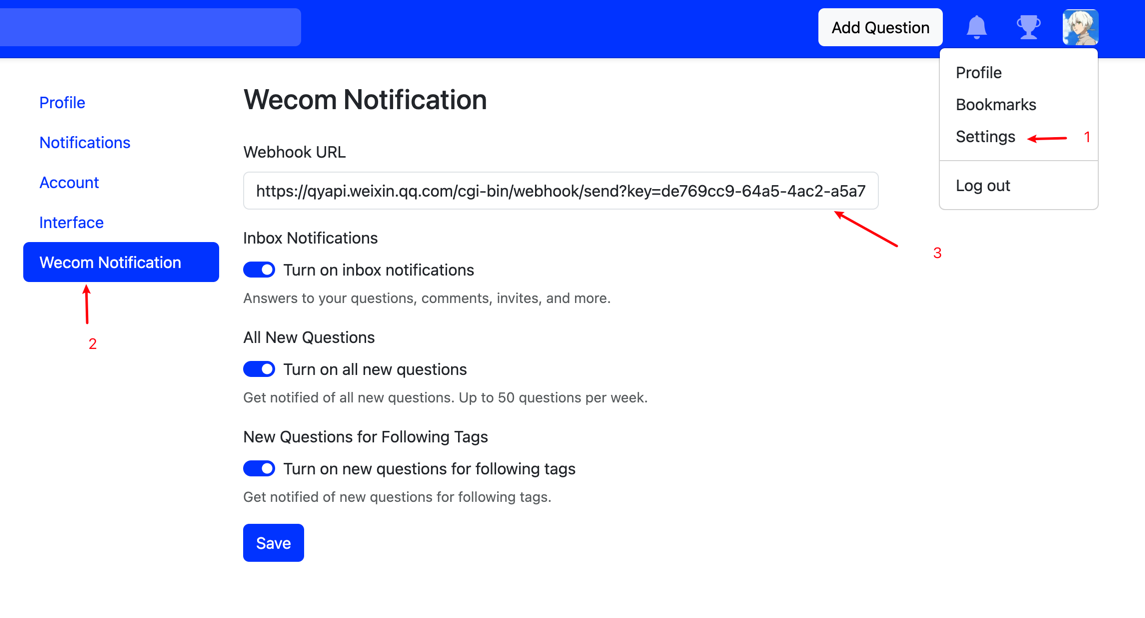 Add Question
Profile
Bookmarks
Settings
1
Log out
Profile
Notifications
Account
Interface
Wecom Notification
2
Wecom Notification
Webhook URL
https://qyapi.weixin.qq.com/cgi-bin/webhook/send?key=de769cc9-64a5-4ac2-a5a7
3
Inbox Notifications
Turn on inbox notifications
Answers to your questions, comments, invites, and more.
All New Questions
Turn on all new questions
Get notified of all new questions. Up to 50 questions per week.
New Questions for Following Tags
Turn on new questions for following tags
Get notified of new questions for following tags.
Save